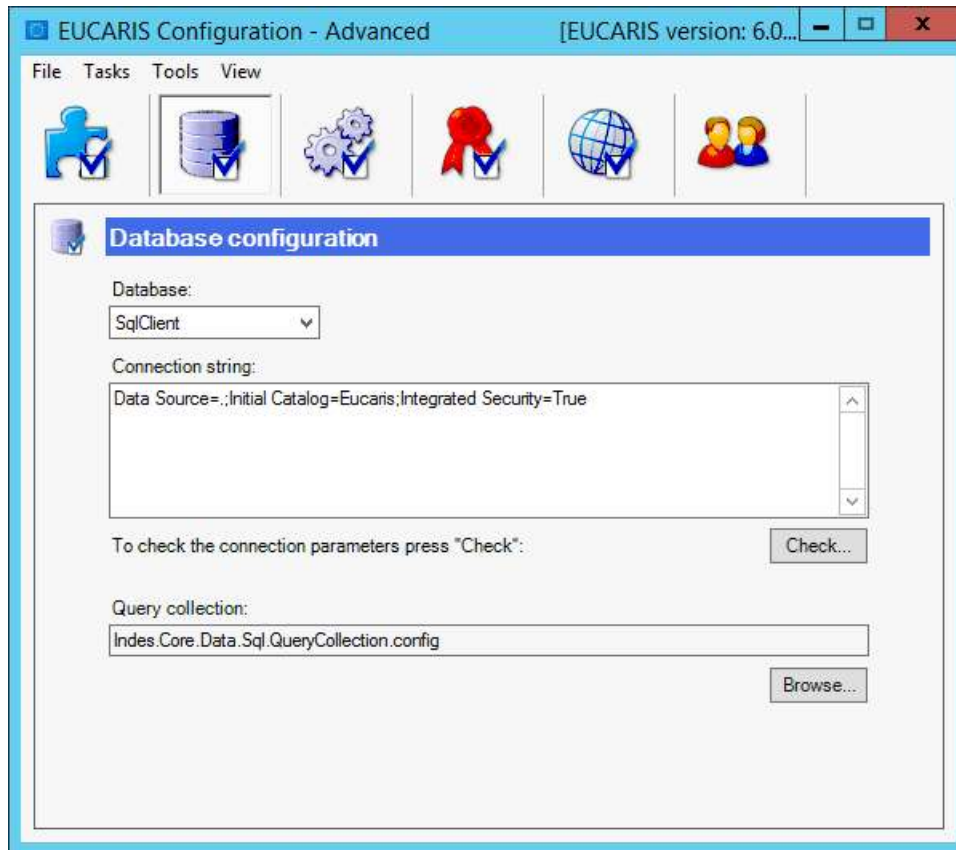 EUCARIS Configuration - Advanced [EUCARIS version: 6.0...
File Tasks Tools View
Database configuration
Database:
SqlClient
Connection string:
Data Source=.;Initial Catalog=Eucaris;Integrated Security=True
To check the connection parameters press "Check": Check...
Query collection:
Indes.Core.Data.Sql.QueryCollection.config
Browse...